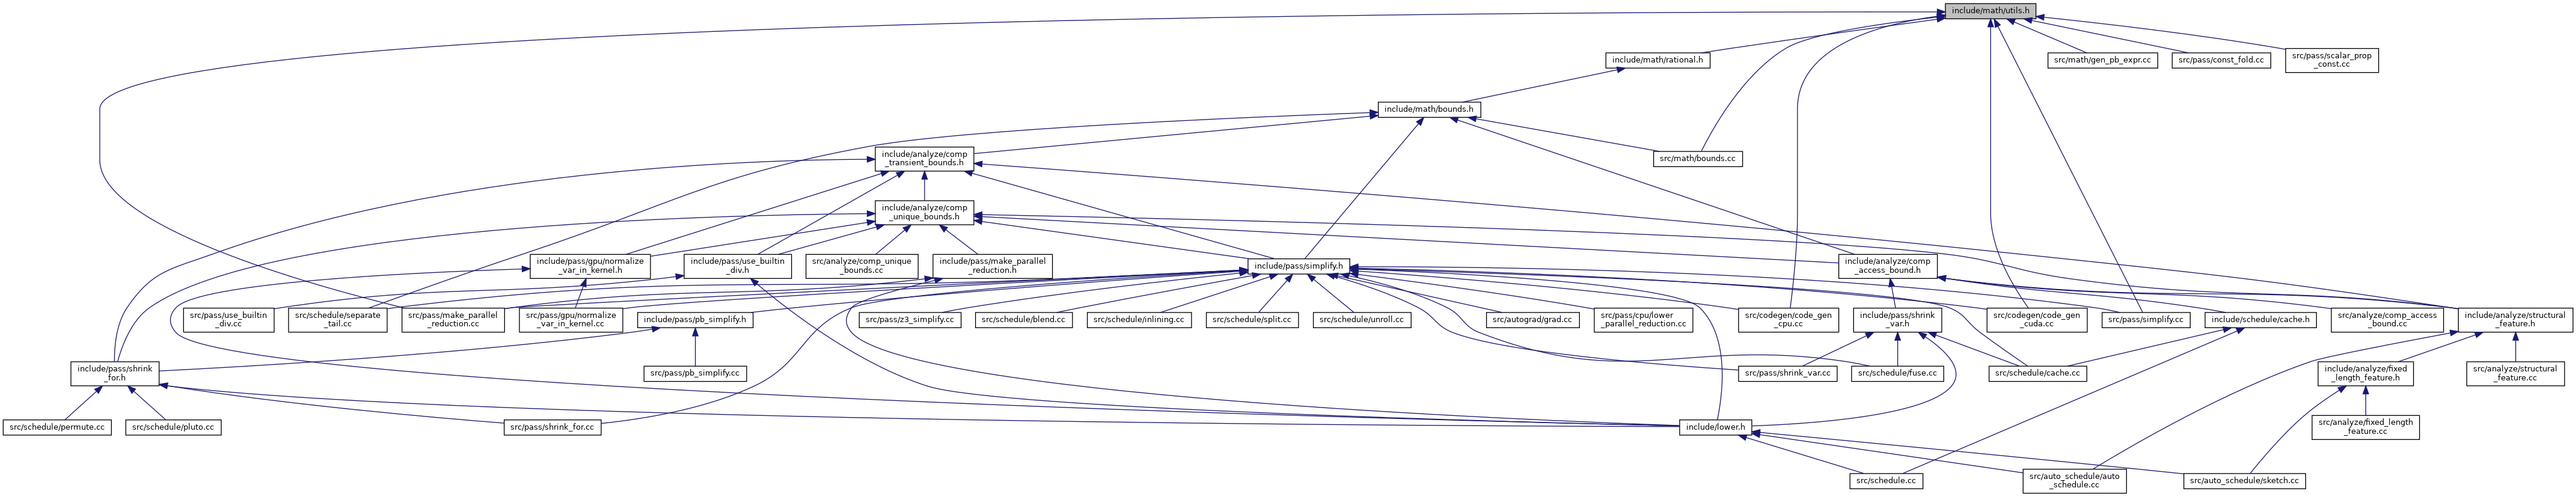 include/math/utils.h
include/math/rational.h
src/math/gen_pb_expr.cc
src/pass/const_fold.cc
src/pass/scalar_prop
_const.cc
include/math/bounds.h
include/analyze/comp
_transient_bounds.h
src/math/bounds.cc
include/analyze/comp
_unique_bounds.h
include/pass/gpu/normalize
_var_in_kernel.h
include/pass/use_builtin
_div.h
src/analyze/comp_unique
_bounds.cc
include/pass/make_parallel
_reduction.h
include/pass/simplify.h
include/analyze/comp
_access_bound.h
src/pass/use_builtin
_div.cc
src/schedule/separate
_tail.cc
src/pass/make_parallel
_reduction.cc
src/pass/gpu/normalize
_var_in_kernel.cc
include/pass/pb_simplify.h
src/pass/z3_simplify.cc
src/schedule/blend.cc
src/schedule/inlining.cc
src/schedule/split.cc
src/schedule/unroll.cc
src/autograd/grad.cc
src/pass/cpu/lower
_parallel_reduction.cc
src/codegen/code_gen
_cpu.cc
include/pass/shrink
_var.h
src/codegen/code_gen
_cuda.cc
src/pass/simplify.cc
include/schedule/cache.h
src/analyze/comp_access
_bound.cc
include/analyze/structural
_feature.h
include/pass/shrink
_for.h
src/pass/pb_simplify.cc
src/pass/shrink_var.cc
src/schedule/fuse.cc
src/schedule/cache.cc
include/analyze/fixed
_length_feature.h
src/analyze/structural
_feature.cc
src/schedule/permute.cc
src/schedule/pluto.cc
src/pass/shrink_for.cc
include/lower.h
src/analyze/fixed_length
_feature.cc
src/schedule.cc
src/auto_schedule/auto
_schedule.cc
src/auto_schedule/sketch.cc